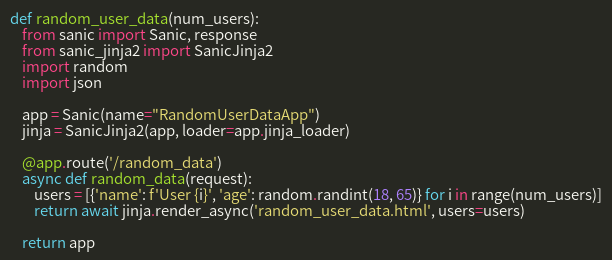 def random_user_data(num_users):
    from sanic import Sanic, response
    from sanic_jinja2 import SanicJinja2
    import random
    import json

    app = Sanic(name="RandomUserDataApp")
    jinja = SanicJinja2(app, loader=app.jinja_loader)

    @app.route('/random_data')
    async def random_data(request):
        users = [{'name': f'User {i}', 'age': random.randint(18, 65)} for i in range(num_users)]
        return await jinja.render_async('random_user_data.html', users=users)

    return app